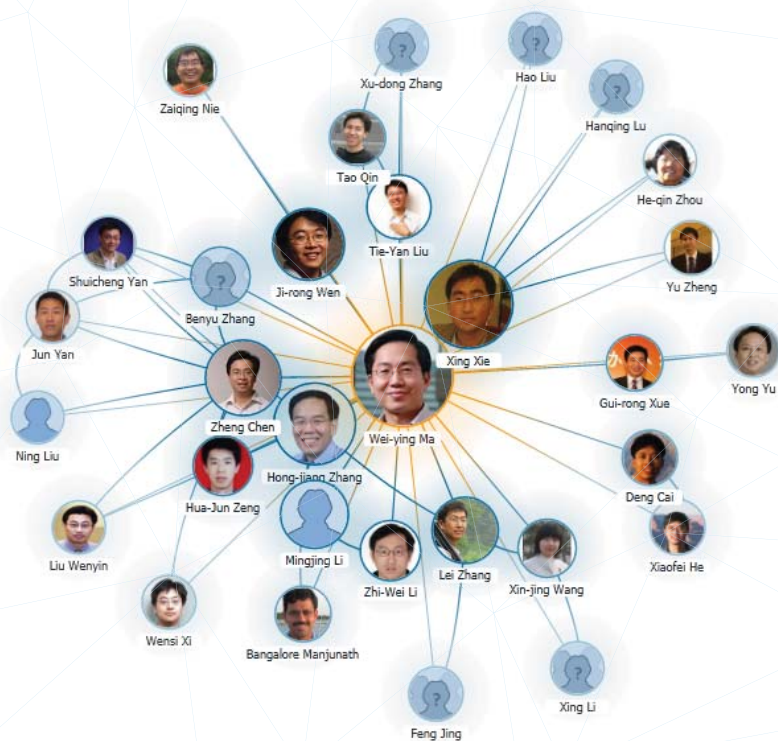 Xu-dong Zhang
Hao Liu
Zaiqing Nie
Hanqing Lu
Tao Qin
He-qin Zhou
Tie-Yan Liu
Shuicheng Yan
Ji-rong Wen
Yu Zheng
Benyu Zhang
Jun Yan
Xing Xie
Yong Yu
Gui-rong Xue
Zheng Chen
Wei-ying Ma
Ning Liu
Hong-jiang Zhang
Deng Cai
Hua-Jun Zeng
Liu Wenyin
Mingjing Li
Lei Zhang
Xiaofei He
Zhi-Wei Li
Xin-jing Wang
Wensi Xi
Bangalore Manjunath
Xing Li
Feng Jing